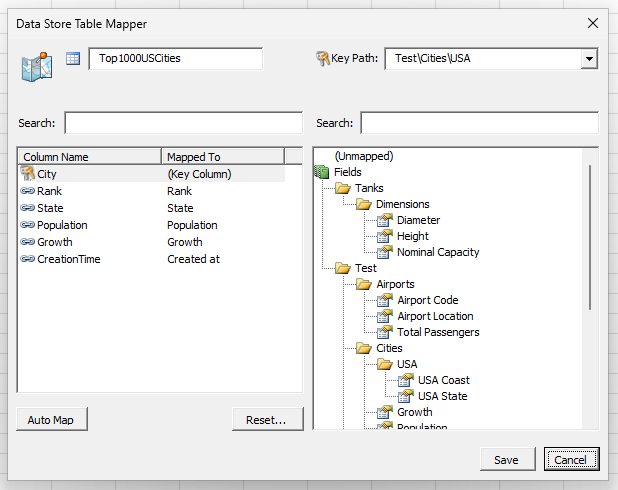 Data Store Table Mapper
Top1000USCities
Key Path:
Test\Cities\USA
Search:
Search:
Column Name
Mapped To
City
(Key Column)
Rank
Rank
State
State
Population
Population
Growth
Growth
CreationTime
Created at
(Unmapped)
Fields
Tanks
Dimensions
Diameter
Height
Nominal Capacity
Test
Airports
Airport Code
Airport Location
Total Passengers
Cities
USA
USA Coast
USA State
Growth
Population
Auto Map
Reset...
Save
Cancel